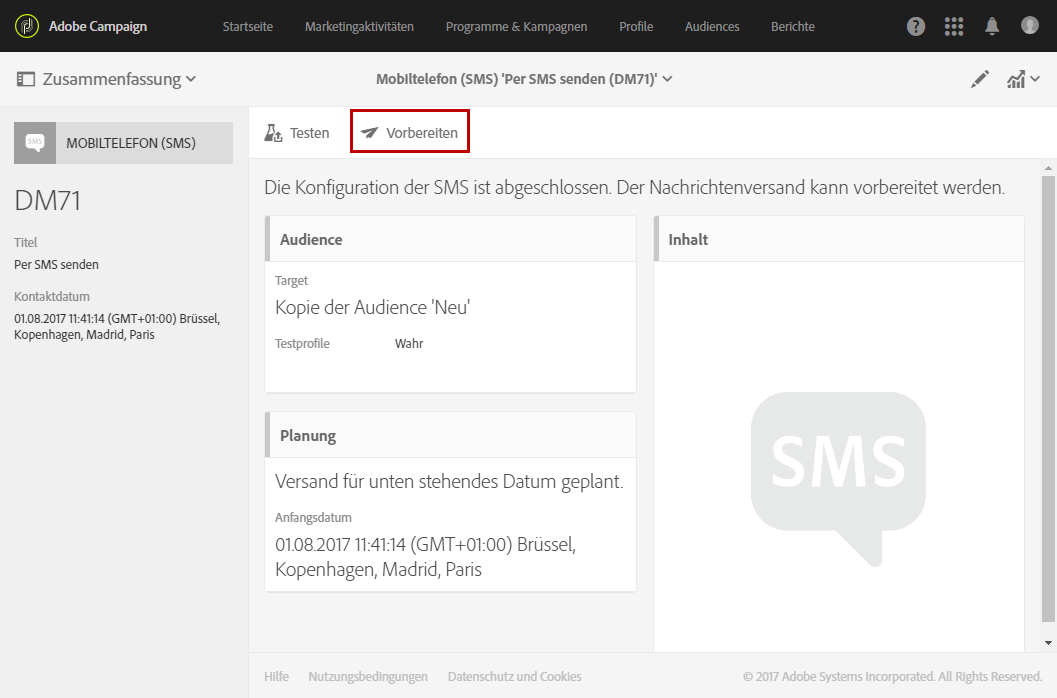 Adobe Campaign
Startseite
Marketingaktivitäten
Programme & Kampagnen
Profile
Audiences
Berichte
?
Zusammenfassung
Mobiltelefon (SMS) 'Per SMS senden (DM71)'
SMS
MOBILTELEFON (SMS)
DM71
Titel
Per SMS senden
Kontaktdatum
01.08.2017 11:41:14 (GMT+01:00) Brüssel,
Kopenhagen, Madrid, Paris
Testen
Vorbereiten
Die Konfiguration der SMS ist abgeschlossen. Der Nachrichtenversand kann vorbereitet werden.
Audience
Target
Kopie der Audience 'Neu'
Testprofile Wahr
Planung
Versand für unten stehendes Datum geplant.
Anfangsdatum
01.08.2017 11:41:14 (GMT+01:00) Brüssel,
Kopenhagen, Madrid, Paris
Inhalt
SMS
Hilfe
Nutzungsbedingungen
Datenschutz und Cookies
© 2017 Adobe Systems Incorporated. All Rights Reserved.